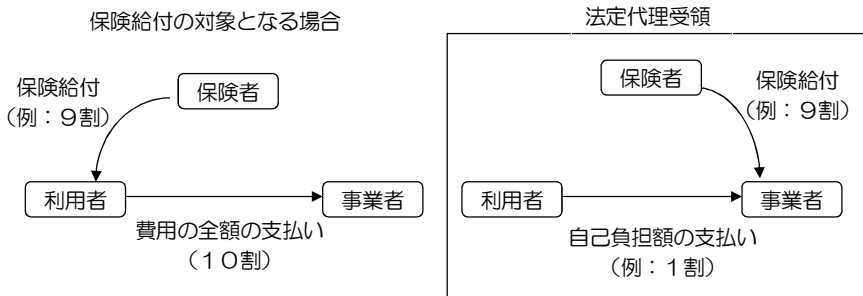 保険給付の対象となる場合
保険給付
（例：９割）
保険者
利用者
事業者
費用の全額の支払い
（１０割）
法定代理受領
保険者
保険給付
（例：９割）
利用者
事業者
自己負担額の支払い
（例：１割）